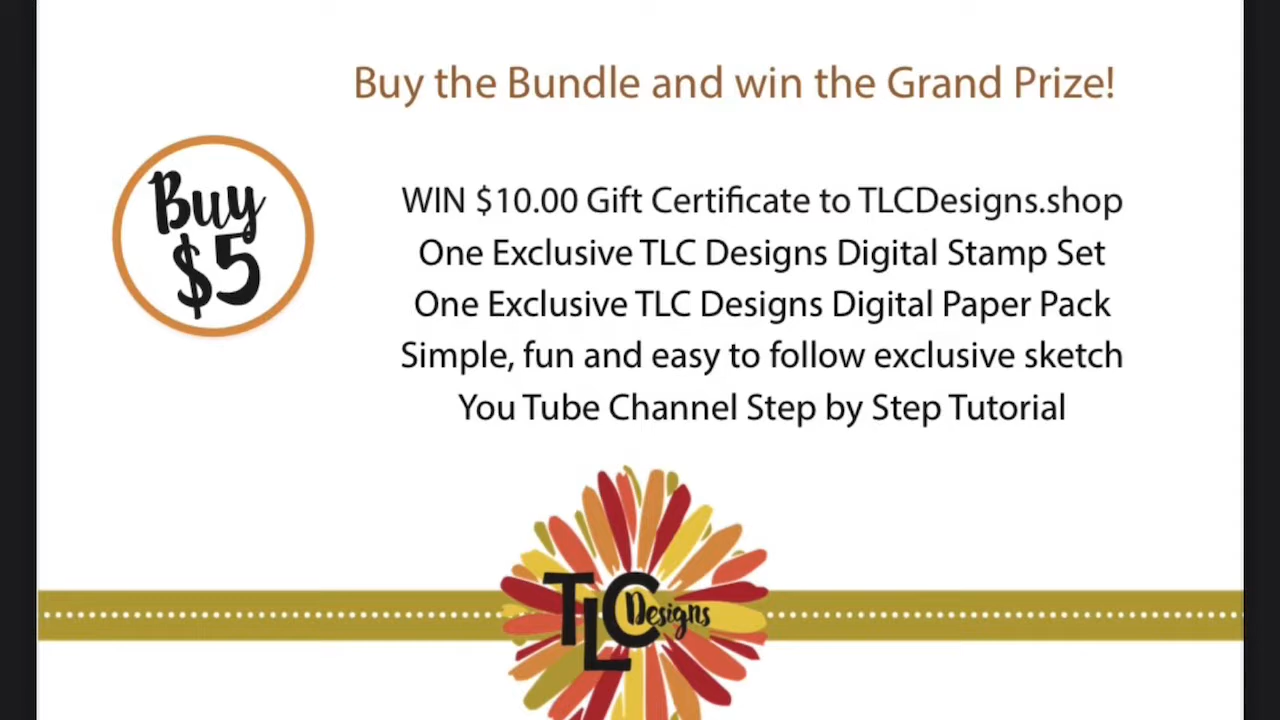 Buy the Bundle and win the Grand Prize!
Buy
$5
WIN $10.00 Gift Certificate to TLCDesigns.shop
One Exclusive TLC Designs Digital Stamp Set
One Exclusive TLC Designs Digital Paper Pack
Simple, fun and easy to follow exclusive sketch
You Tube Channel Step by Step Tutorial
TLC Designs